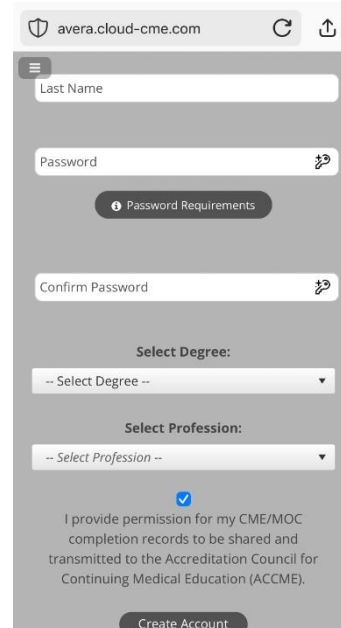 avera.cloud-cme.com
Last Name
Password
Password Requirements
Confirm Password
Select Degree:
-- Select Degree --
Select Profession:
-- Select Profession --
I provide permission for my CME/MOC
completion records to be shared and
transmitted to the Accreditation Council for
Continuing Medical Education (ACCME).
Create Account